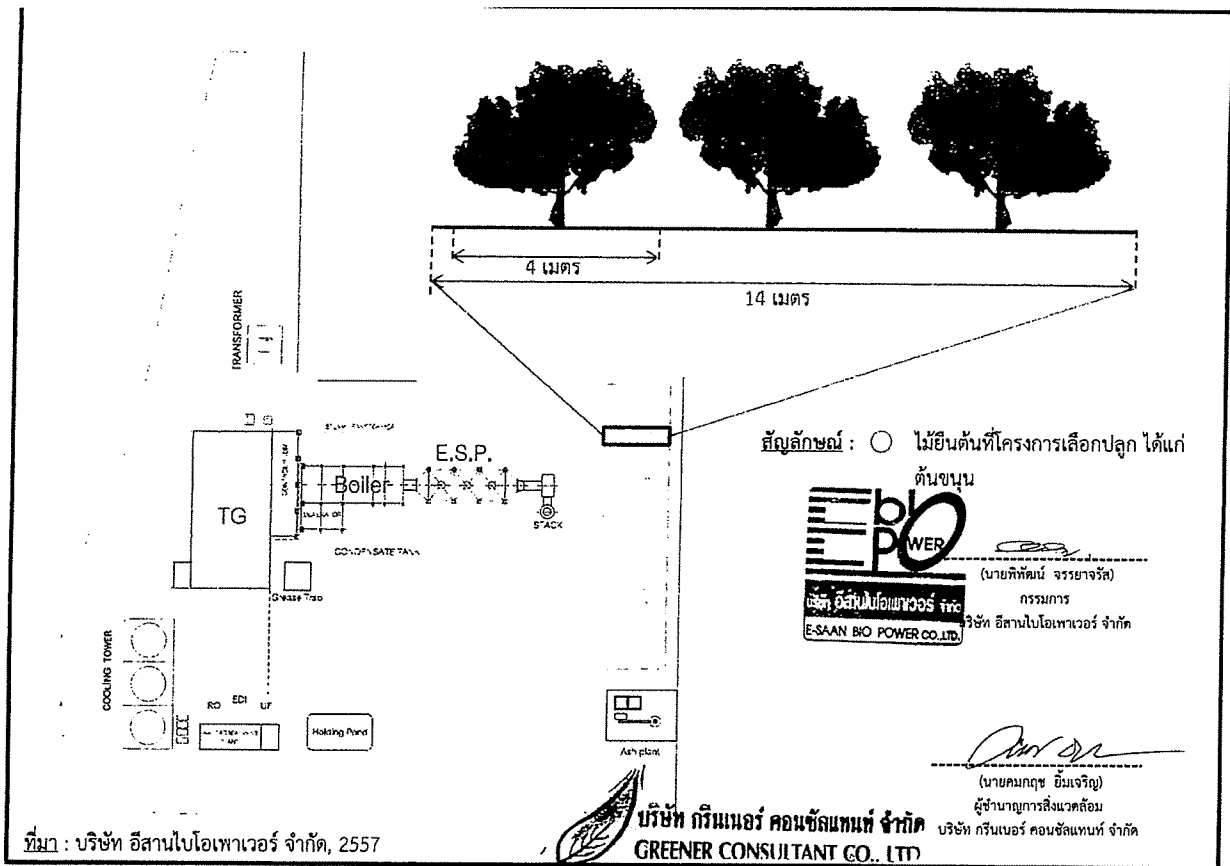 4 เมตร
14 เมตร
TRANSFORMER
E.S.P.
Boiler
TG
STACK
CONDENSATE TANK
Grease Trap
COOLING TOWER
RO EDI UF
Holding Pond
Ash plant
สัญลักษณ์ : ไม้ยืนต้นที่โครงการเลือกปลูก ได้แก่
ต้นขนุน
POWER
บริษัท อีสานไบโอเพาเวอร์ จำกัด
E-SAAN BIO POWER CO.,LTD.
(นายพิพัฒน์ จรรยาจรัส)
กรรมการ
บริษัท อีสานไบโอเพาเวอร์ จำกัด
(นายคมกฤช ยิ้มเจริญ)
ผู้ชำนาญการสิ่งแวดล้อม
บริษัท กรีนเนอร์ คอนซัลแทนท์ จำกัด
บริษัท กรีนเนอร์ คอนซัลแทนท์ จำกัด
GREENER CONSULTANT CO., LTD
ที่มา : บริษัท อีสานไบโอเพาเวอร์ จำกัด, 2557